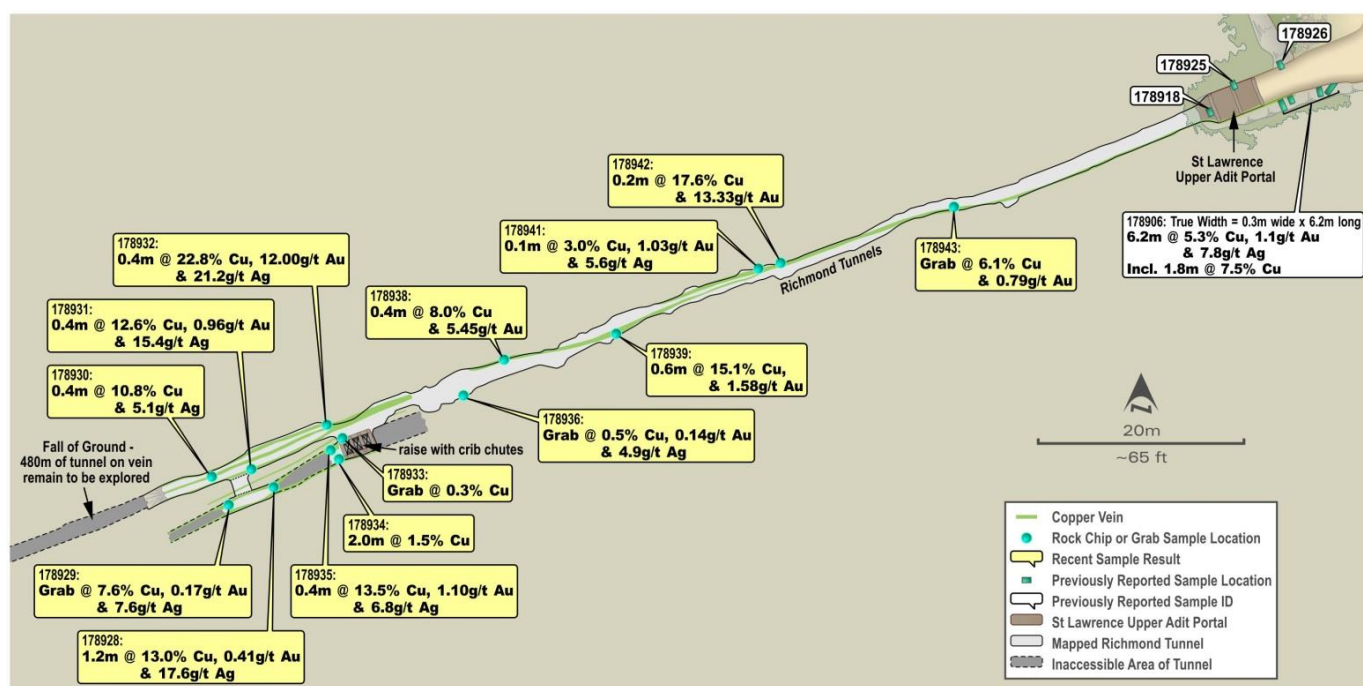 178926
178925
178918
St Lawrence
Upper Adit Portal
178906: True Width = 0.3m wide x 6.2m long
6.2m @ 5.3% Cu, 1.1g/t Au
& 7.8g/t Ag
Incl. 1.8m @ 7.5% Cu
178942:
0.2m @ 17.6% Cu
& 13.33g/t Au
178941:
0.1m @ 3.0% Cu, 1.03g/t Au
& 5.6g/t Ag
Richmond Tunnels
178943:
Grab @ 6.1% Cu
& 0.79g/t Au
178932:
0.4m @ 22.8% Cu, 12.00g/t Au
& 21.2g/t Ag
178938:
0.4m @ 8.0% Cu
& 5.45g/t Au
178931:
0.4m @ 12.6% Cu, 0.96g/t Au
& 15.4g/t Ag
178939:
0.6m @ 15.1% Cu,
& 1.58g/t Au
178930:
0.4m @ 10.8% Cu
& 5.1g/t Ag
178936:
Grab @ 0.5% Cu, 0.14g/t Au
& 4.9g/t Ag
Fall of Ground -
480m of tunnel on vein
remain to be explored
raise with crib chutes
178933:
Grab @ 0.3% Cu
178934:
2.0m @ 1.5% Cu
178929:
Grab @ 7.6% Cu, 0.17g/t Au
& 7.6g/t Ag
178935:
0.4m @ 13.5% Cu, 1.10g/t Au
& 6.8g/t Ag
178928:
1.2m @ 13.0% Cu, 0.41g/t Au
& 17.6g/t Ag
N
20m
~65 ft
Copper Vein
Rock Chip or Grab Sample Location
Recent Sample Result
Previously Reported Sample Location
Previously Reported Sample ID
St Lawrence Upper Adit Portal
Mapped Richmond Tunnel
Inaccessible Area of Tunnel